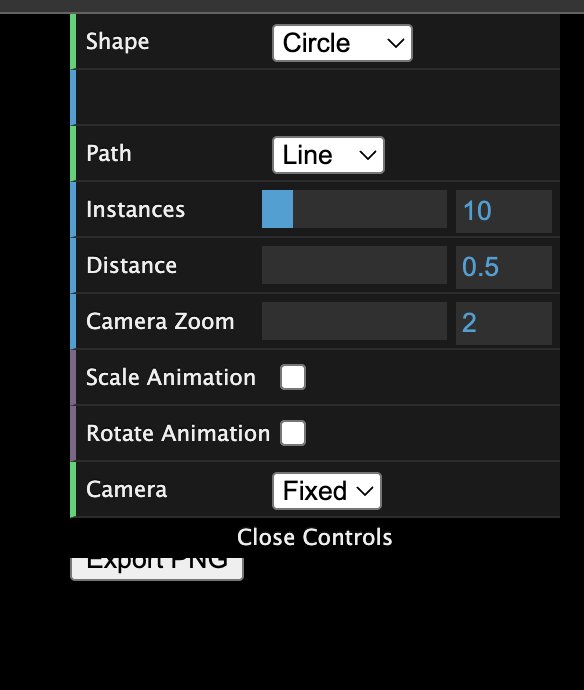 Shape Circle
Path Line
Instances 10
Distance 0.5
Camera Zoom 2
Scale Animation
Rotate Animation
Camera Fixed
Close Controls
Export PNG